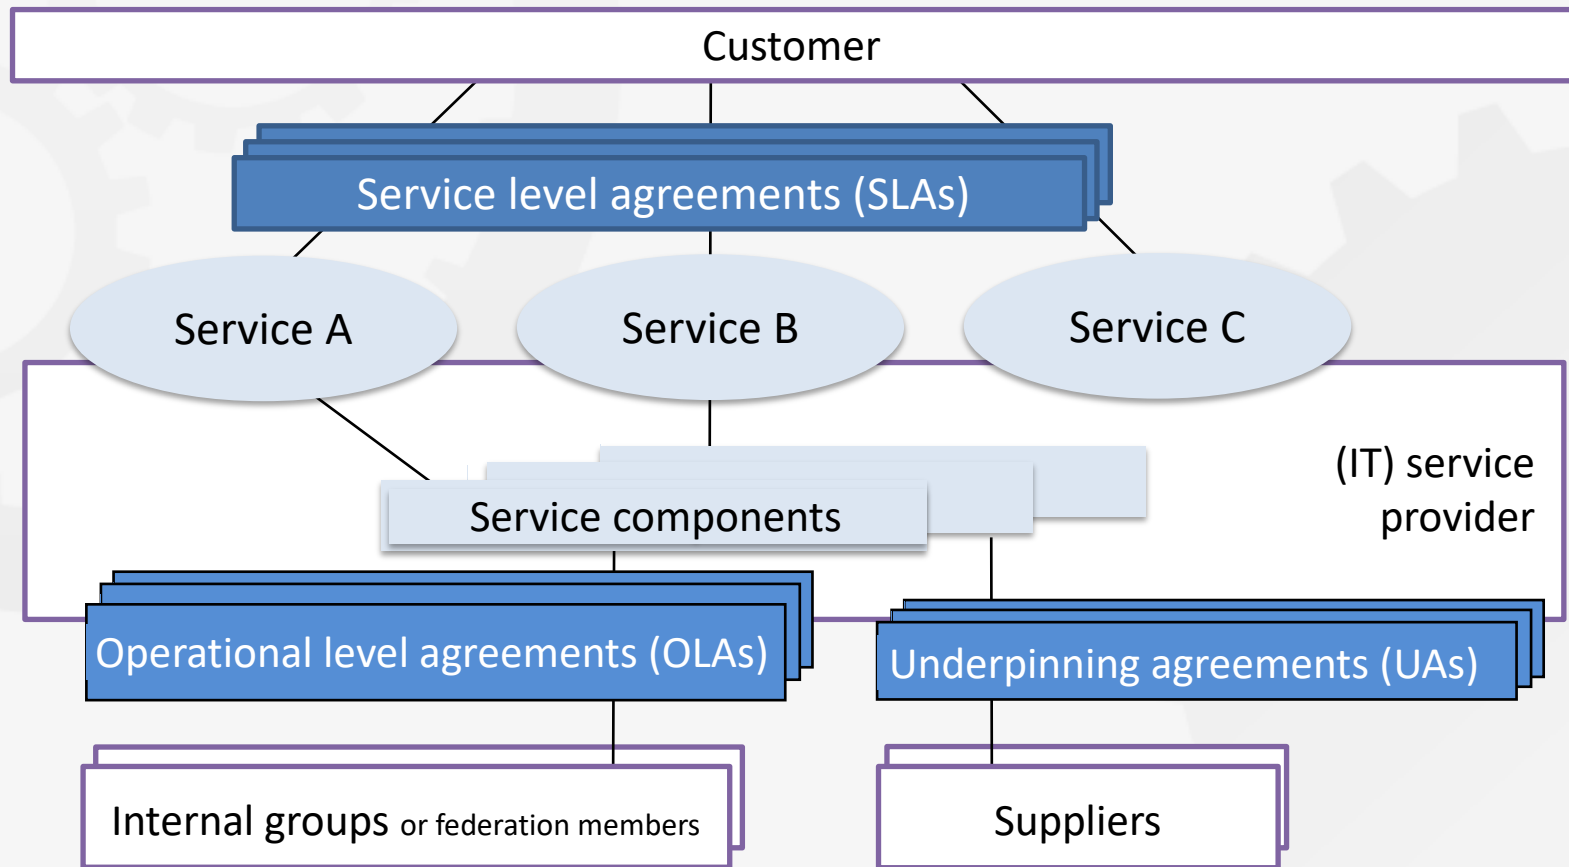 Customer
Service level agreements (SLAs)
Service A
Service B
Service C
(IT) service
provider
Service components
Operational level agreements (OLAs)
Underpinning agreements (UAs)
Internal groups or federation members
Suppliers